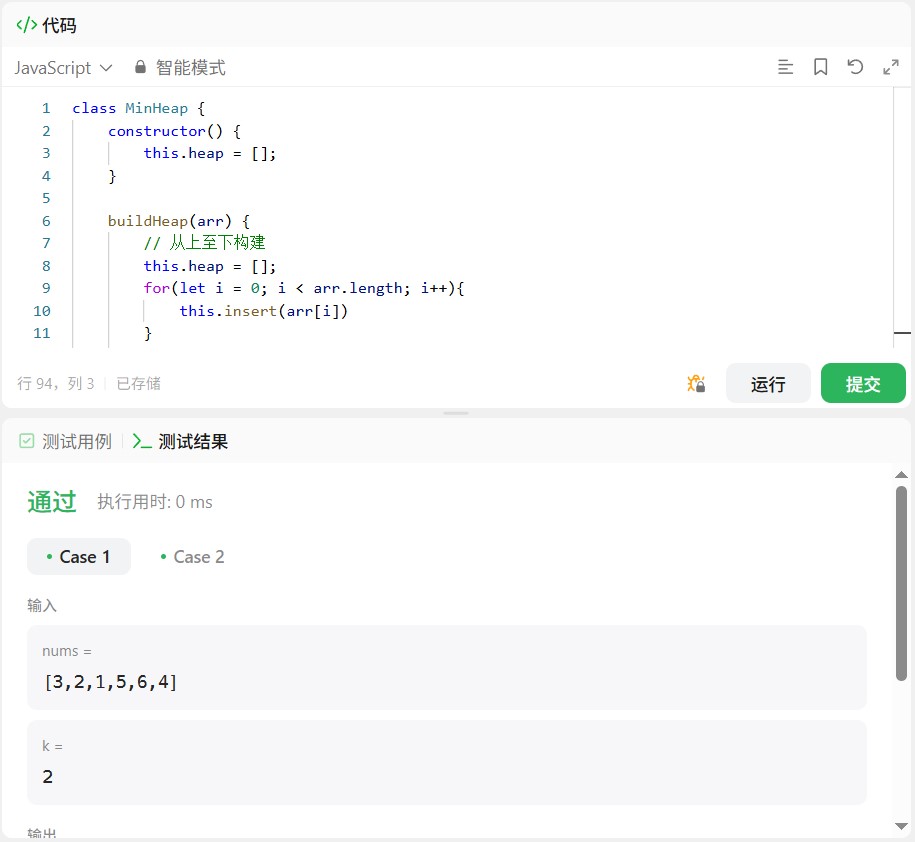 </> 代码
JavaScript 智能模式
1 class MinHeap {
2 constructor() {
3 this.heap = [];
4 }
5
6 buildHeap(arr) {
7 // 从上至下构建
8 this.heap = [];
9 for(let i = 0; i < arr.length; i++){
10 this.insert(arr[i])
11 }
行 94，列 3 已存储 运行 提交
测试用例 >_ 测试结果
通过 执行用时: 0 ms
• Case 1 • Case 2
输入
nums =
[3,2,1,5,6,4]
k =
2
输出